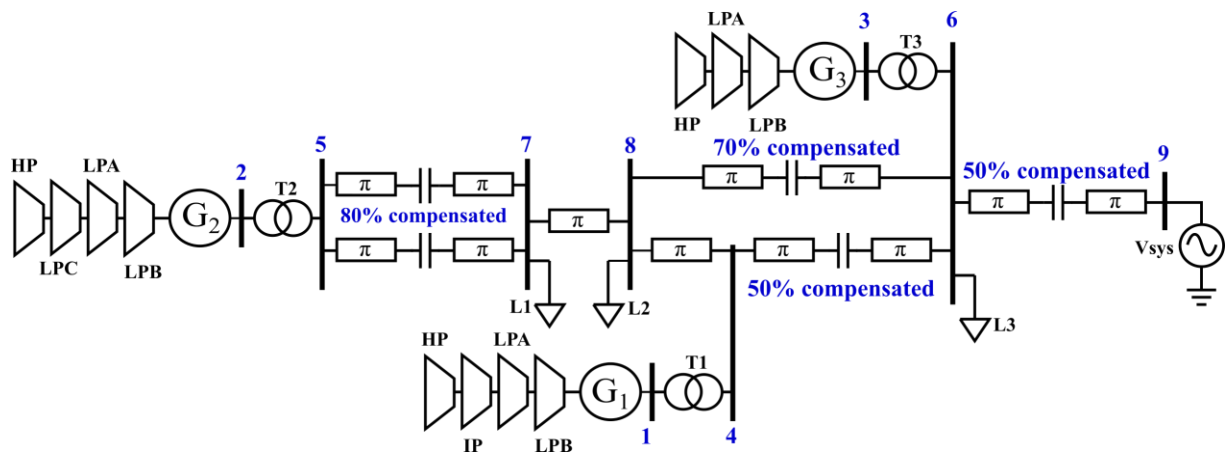 LPA
3
6
T3
G3
HP
LPB
70% compensated
50% compensated
9
Vsys
5
7
8
HP
LPA
2
T2
G2
LPC
LPB
π
π
80% compensated
π
π
π
π
π
π
π
π
π
π
50% compensated
L1
L2
L3
HP
LPA
T1
G1
IP
LPB
1
4